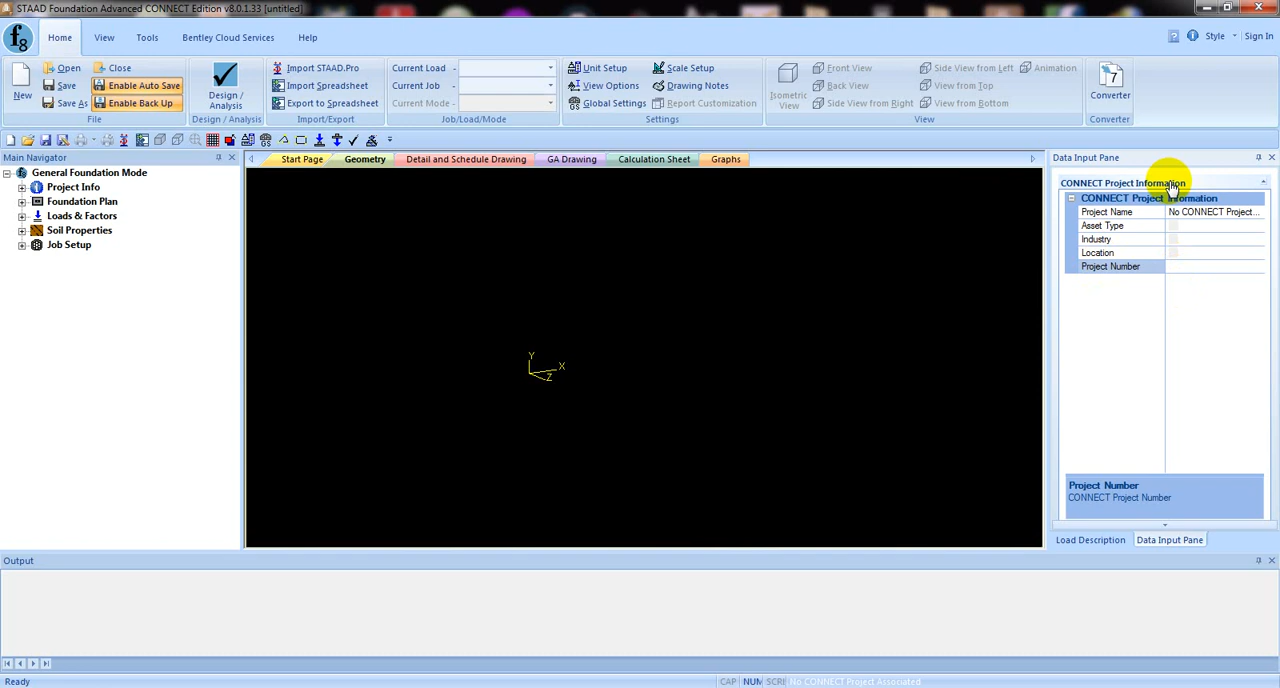 STAAD Foundation Advanced CONNECT Edition v8.0.1.33 [untitled]
f8
Home View Tools Bentley Cloud Services Help Style Sign In
New
Open
Save
Save As
Close
Enable Auto Save
Enable Back Up
File
Design / Analysis
Design / Analysis
Import STAAD.Pro
Import Spreadsheet
Export to Spreadsheet
Import/Export
Current Load -
Current Job -
Current Mode -
Job/Load/Mode
Unit Setup
View Options
Global Settings
Scale Setup
Drawing Notes
Report Customization
Settings
Isometric View
Front View
Back View
Side View from Right
Side View from Left
View from Top
View from Bottom
Animation
View
7
Converter
Converter
Main Navigator
General Foundation Mode
Project Info
Foundation Plan
Loads & Factors
Soil Properties
Job Setup
Start Page Geometry Detail and Schedule Drawing GA Drawing Calculation Sheet Graphs
Y
X
Z
Data Input Pane
CONNECT Project Information
CONNECT Project Information
Project Name No CONNECT Project...
Asset Type
Industry
Location
Project Number
Project Number
CONNECT Project Number
Load Description Data Input Pane
Output
Ready CAP NUM SCRI No CONNECT Project Associated